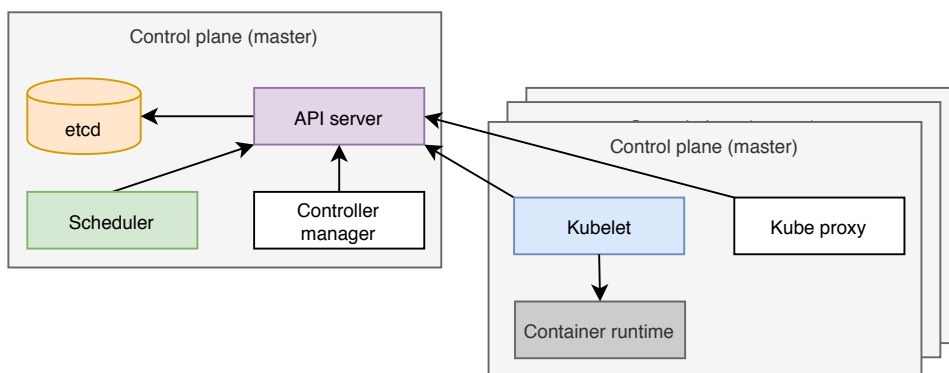 Control plane (master)
etcd
API server
Scheduler
Controller
manager
Control plane (master)
Kubelet
Kube proxy
Container runtime